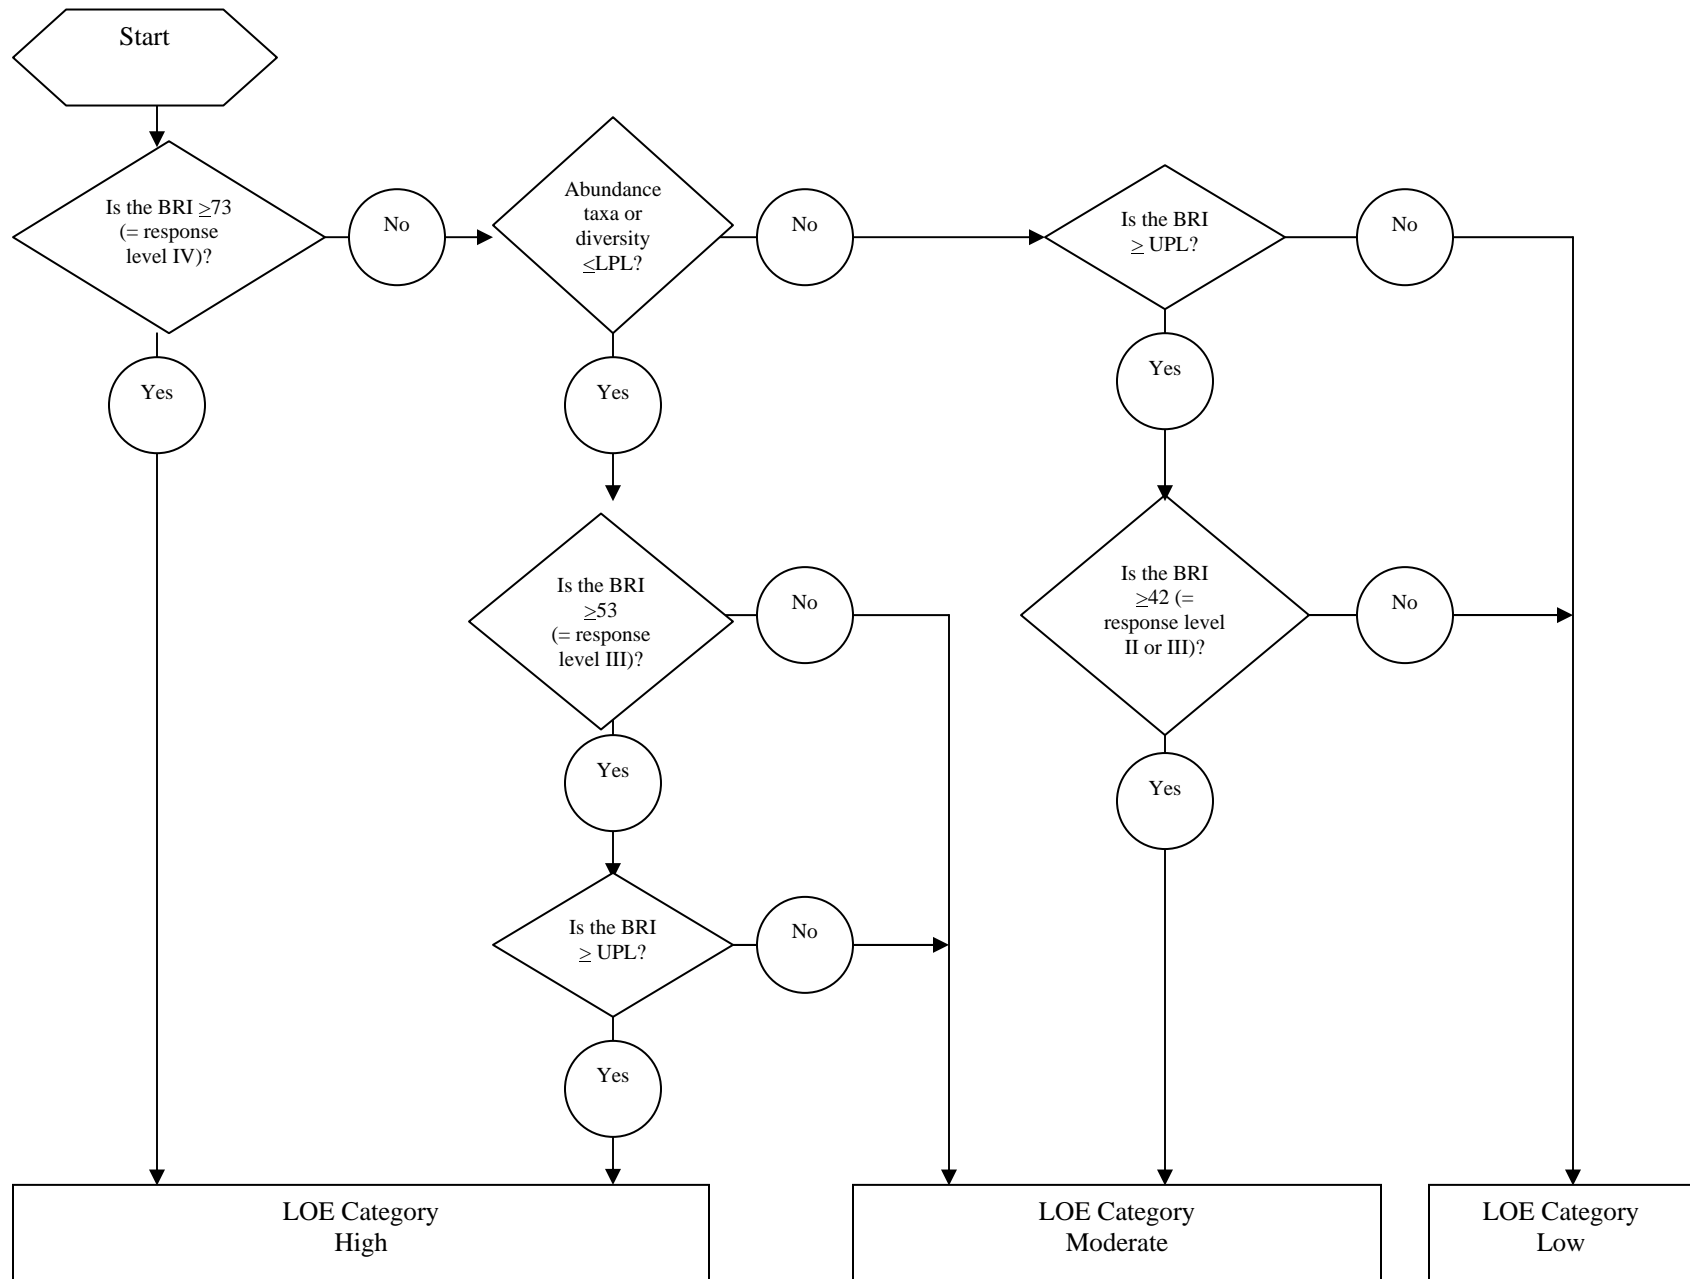 Start
Is the BRI ≥73
(= response
level IV)?
No
Abundance
taxa or
diversity
≤LPL?
No
Is the BRI
≥ UPL?
No
Yes
Yes
Yes
Is the BRI
≥53
(= response
level III)?
No
Is the BRI
≥42 (=
response level
II or III)?
No
Yes
Yes
Is the BRI
≥ UPL?
No
Yes
LOE Category
High
LOE Category
Moderate
LOE Category
Low